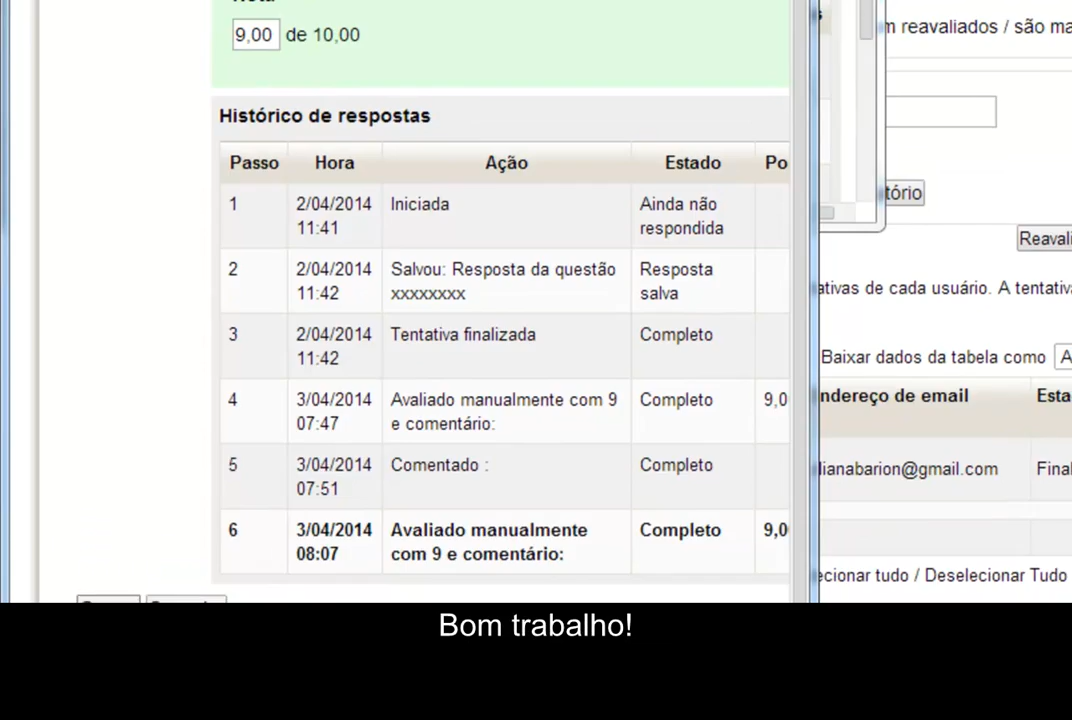 9,00 de 10,00
Histórico de respostas
Passo Hora Ação Estado Po
1 2/04/2014 11:41 Iniciada Ainda não respondida
2 2/04/2014 11:42 Salvou: Resposta da questão xxxxxxxx Resposta salva
3 2/04/2014 11:42 Tentativa finalizada Completo
4 3/04/2014 07:47 Avaliado manualmente com 9 e comentário: Completo 9,0
5 3/04/2014 07:51 Comentado : Completo
6 3/04/2014 08:07 Avaliado manualmente com 9 e comentário: Completo 9,0
m reavaliados / são ma
tório
Reavali
ativas de cada usuário. A tentativ
Baixar dados da tabela como A
ndereço de email Esta
lianabarion@gmail.com Final
ecionar tudo / Deselecionar Tudo
Bom trabalho!